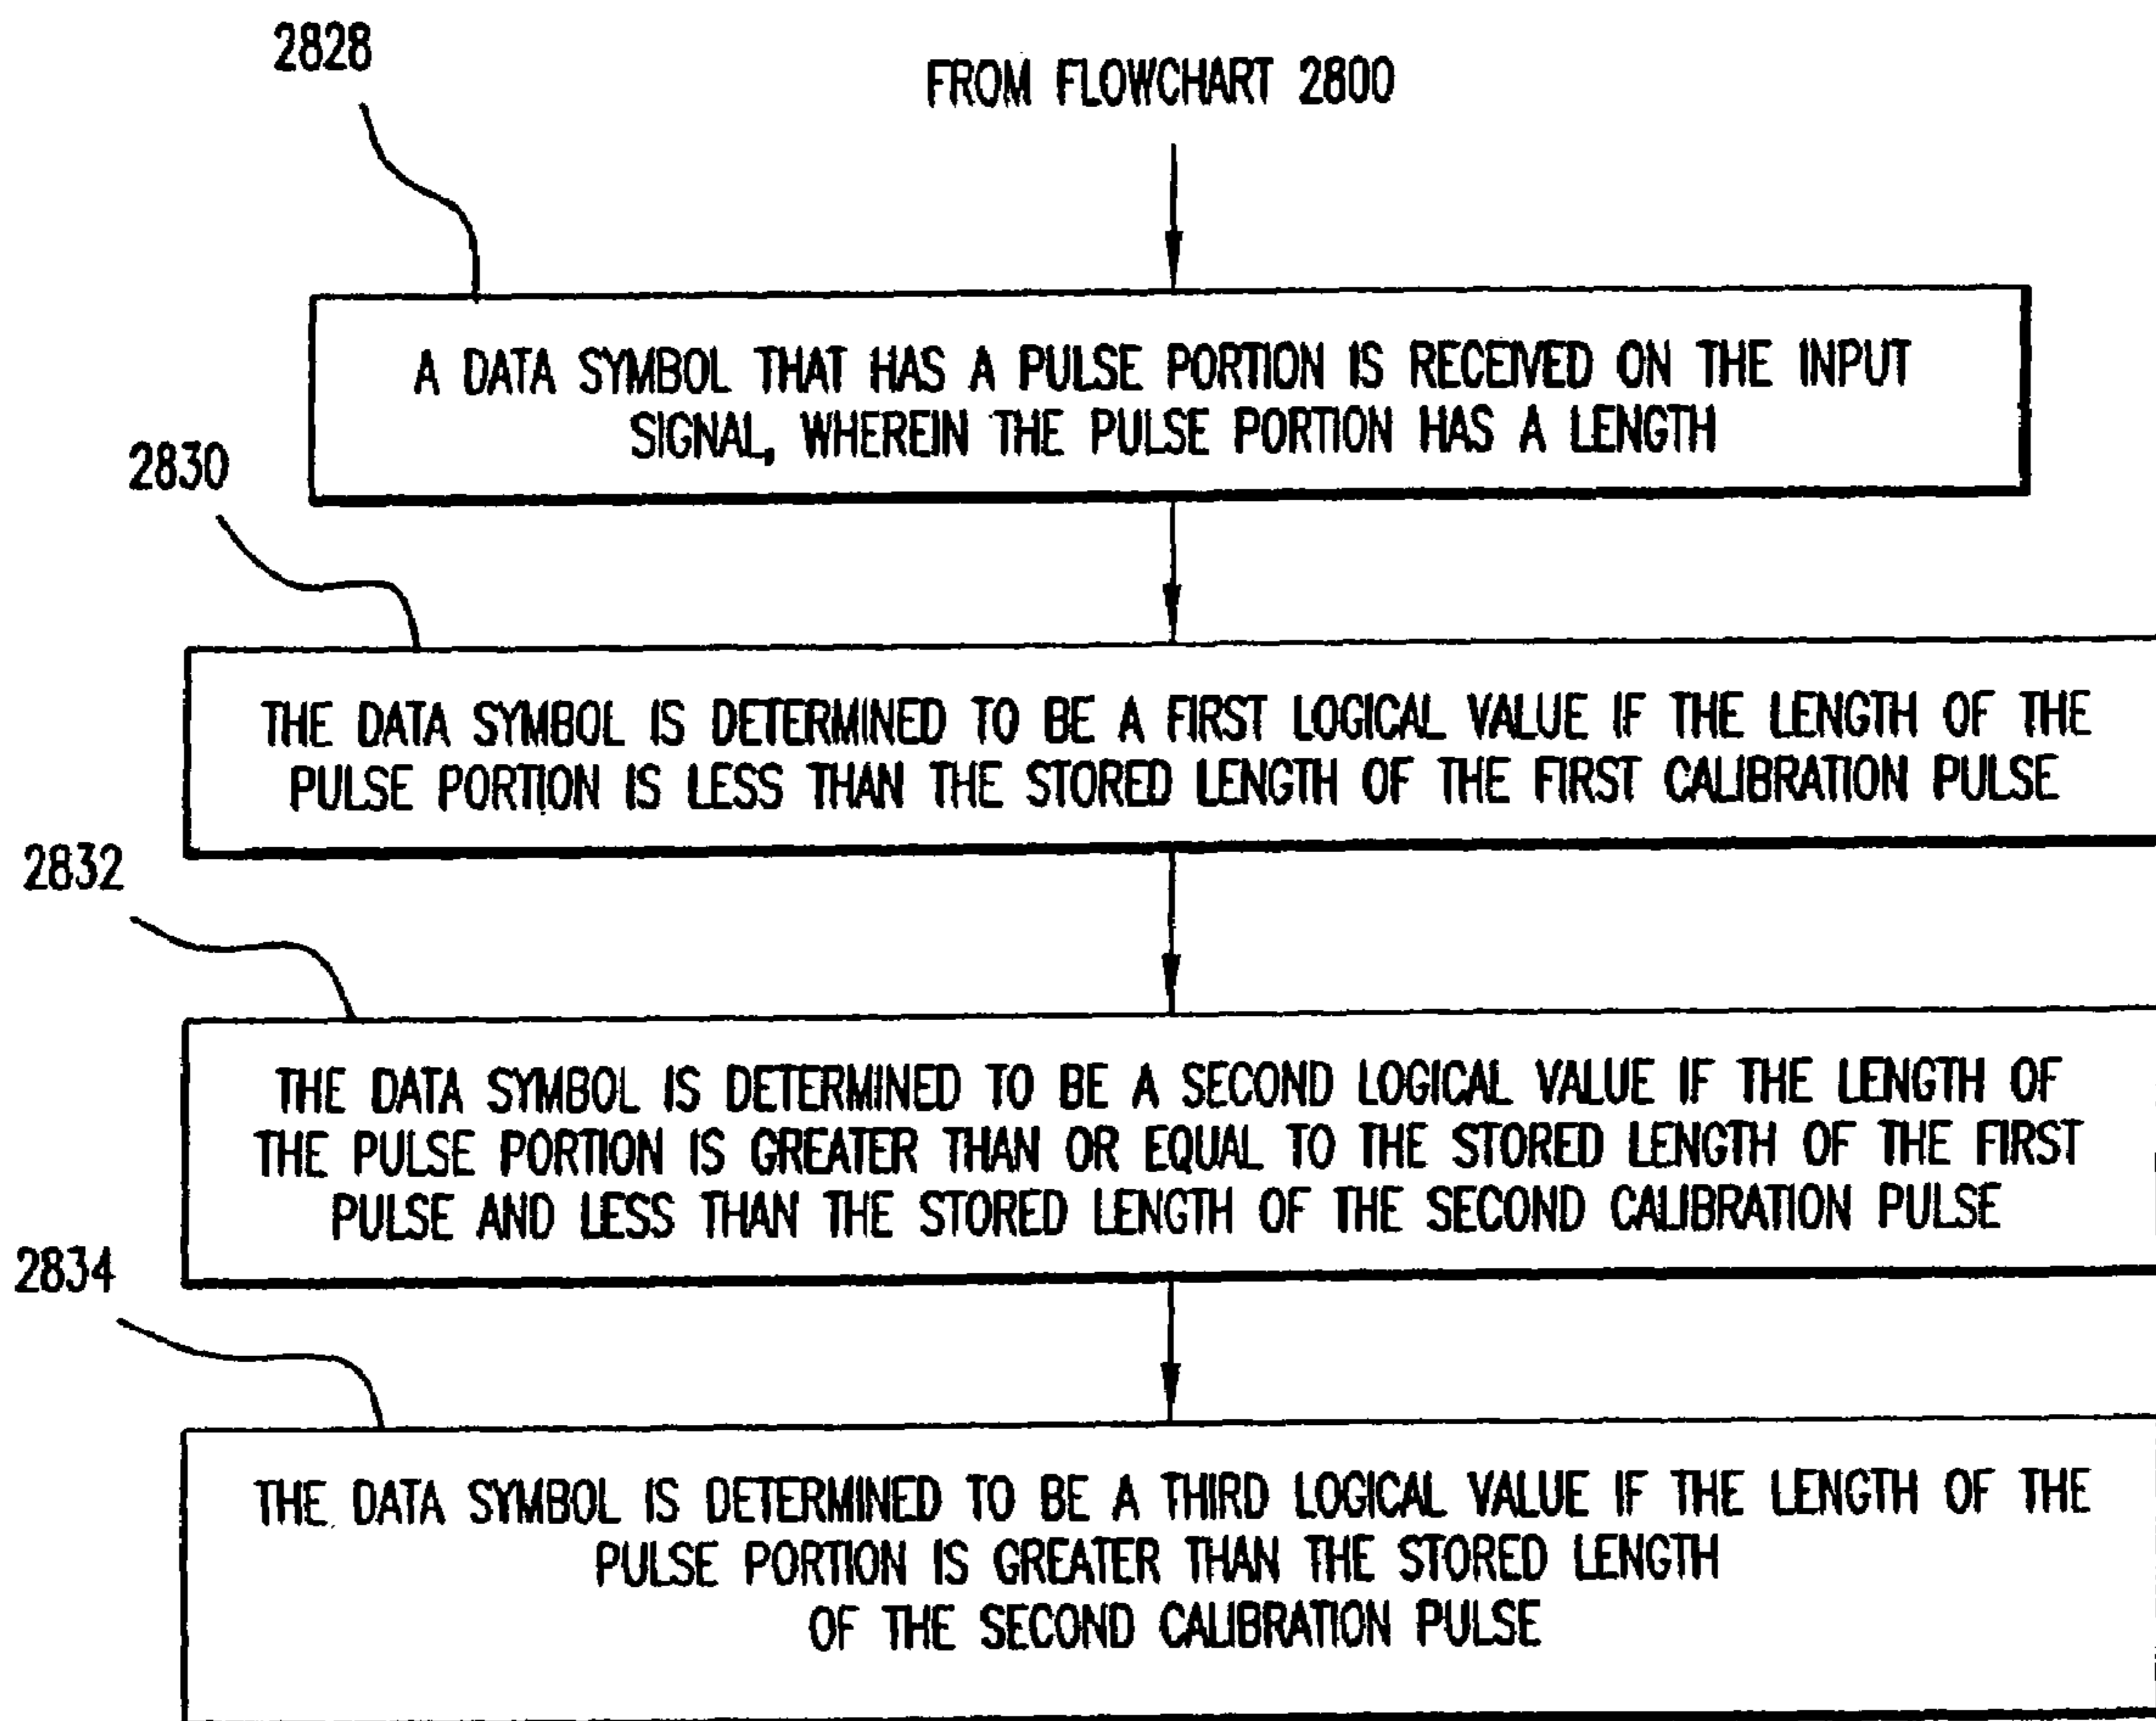 2828
FROM FLOWCHART 2800
A DATA SYMBOL THAT HAS A PULSE PORTION IS RECEIVED ON THE INPUT
SIGNAL, WHEREIN THE PULSE PORTION HAS A LENGTH
2830
THE DATA SYMBOL IS DETERMINED TO BE A FIRST LOGICAL VALUE IF THE LENGTH OF THE
PULSE PORTION IS LESS THAN THE STORED LENGTH OF THE FIRST CALIBRATION PULSE
2832
THE DATA SYMBOL IS DETERMINED TO BE A SECOND LOGICAL VALUE IF THE LENGTH OF
THE PULSE PORTION IS GREATER THAN OR EQUAL TO THE STORED LENGTH OF THE FIRST
PULSE AND LESS THAN THE STORED LENGTH OF THE SECOND CALIBRATION PULSE
2834
THE DATA SYMBOL IS DETERMINED TO BE A THIRD LOGICAL VALUE IF THE LENGTH OF THE
PULSE PORTION IS GREATER THAN THE STORED LENGTH
OF THE SECOND CALIBRATION PULSE